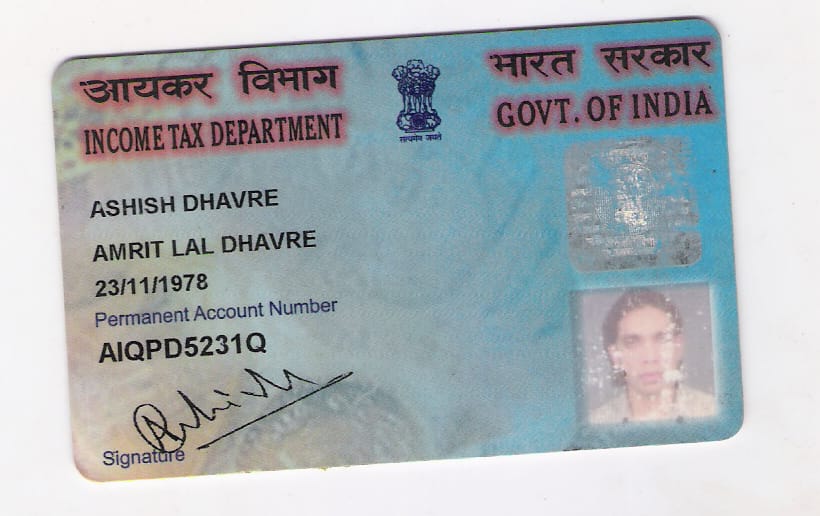 आयकर विभाग
INCOME TAX DEPARTMENT
सत्यमेव जयते
भारत सरकार
GOVT. OF INDIA
ASHISH DHAVRE
AMRIT LAL DHAVRE
23/11/1978
Permanent Account Number
AIQPD5231Q
Ashish
Signature